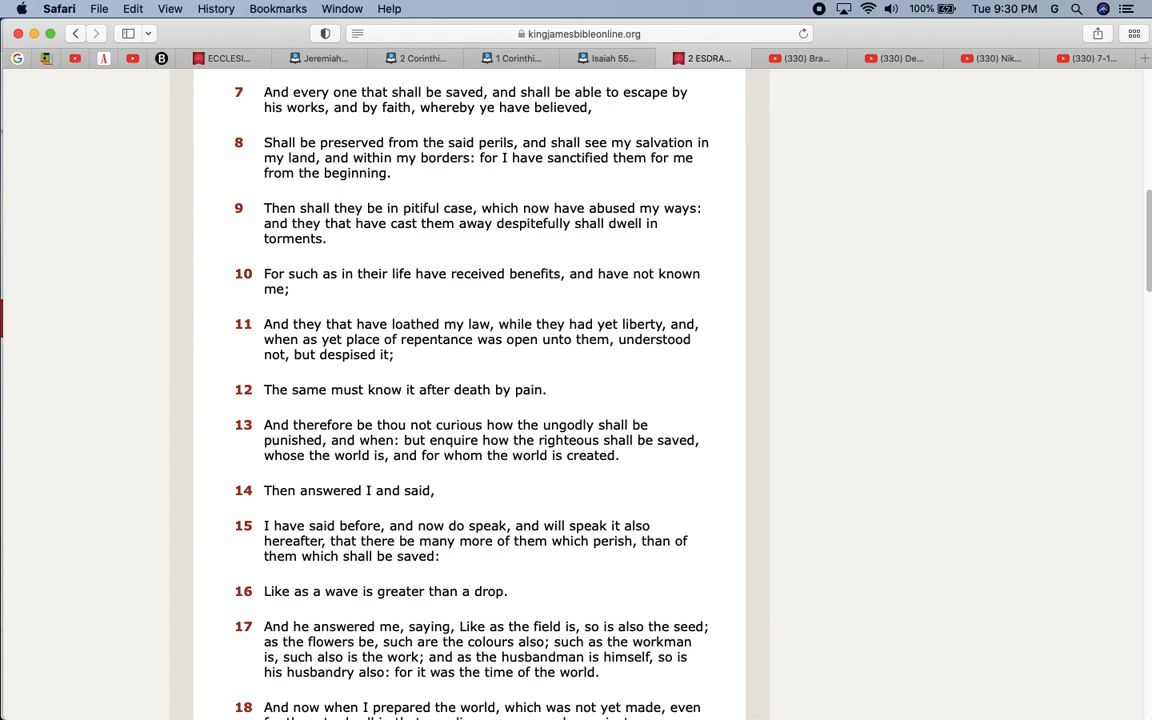 Safari File Edit View History Bookmarks Window Help 100% Tue 9:30 PM G
kingjamesbibleonline.org
G A B ECCLESI... Jeremiah... 2 Corinthi... 1 Corinthi... Isaiah 55... 2 ESDRA... (330) Bra... (330) De... (330) Nik... (330) 7-1...
7 And every one that shall be saved, and shall be able to escape by
his works, and by faith, whereby ye have believed,
8 Shall be preserved from the said perils, and shall see my salvation in
my land, and within my borders: for I have sanctified them for me
from the beginning.
9 Then shall they be in pitiful case, which now have abused my ways:
and they that have cast them away despitefully shall dwell in
torments.
10 For such as in their life have received benefits, and have not known
me;
11 And they that have loathed my law, while they had yet liberty, and,
when as yet place of repentance was open unto them, understood
not, but despised it;
12 The same must know it after death by pain.
13 And therefore be thou not curious how the ungodly shall be
punished, and when: but enquire how the righteous shall be saved,
whose the world is, and for whom the world is created.
14 Then answered I and said,
15 I have said before, and now do speak, and will speak it also
hereafter, that there be many more of them which perish, than of
them which shall be saved:
16 Like as a wave is greater than a drop.
17 And he answered me, saying, Like as the field is, so is also the seed;
as the flowers be, such are the colours also; such as the workman
is, such also is the work; and as the husbandman is himself, so is
his husbandry also: for it was the time of the world.
18 And now when I prepared the world, which was not yet made, even